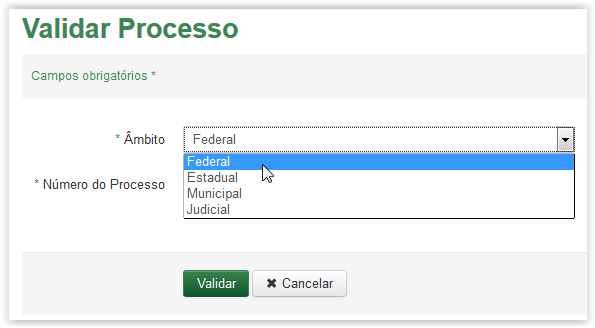 Validar Processo
Campos obrigatórios *
* Âmbito
Federal
Federal
Estadual
* Número do Processo
Municipal
Judicial
Validar
✖ Cancelar